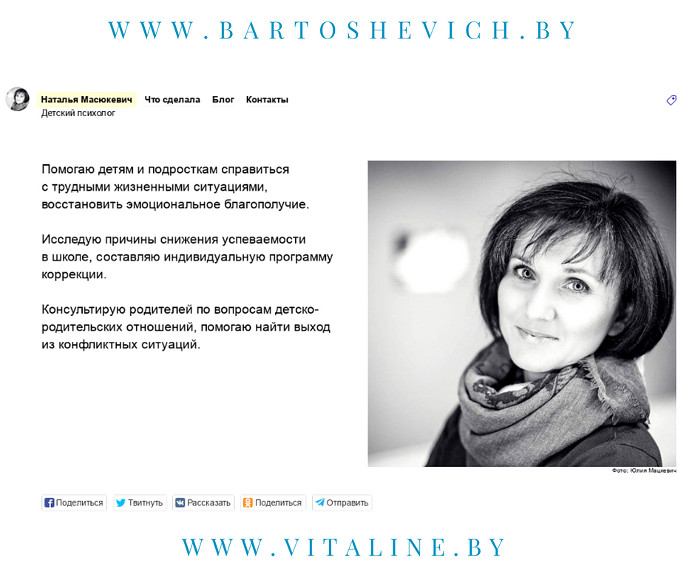 WWW.BARTOSHEVICH.BY
Наталья Масюкевич Что сделала Блог Контакты
Детский психолог
Помогаю детям и подросткам справиться
с трудными жизненными ситуациями,
восстановить эмоциональное благополучие.
Исследую причины снижения успеваемости
в школе, составляю индивидуальную программу
коррекции.
Консультирую родителей по вопросам детско-
родительских отношений, помогаю найти выход
из конфликтных ситуаций.
Фото: Юлия Мацкевич
Поделиться Твитнуть Рассказать Поделиться Отправить
WWW.VITALINE.BY